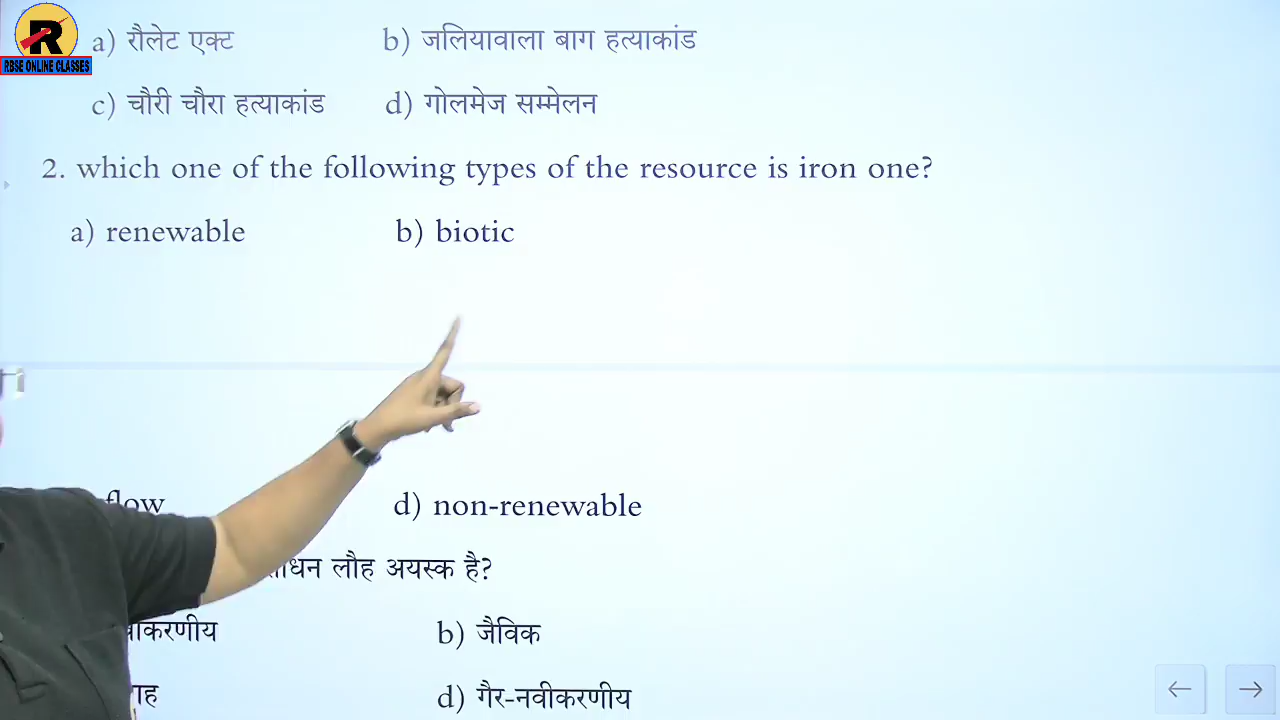 R
RBSE ONLINE CLASSES
a) रौलेट एक्ट b) जलियावाला बाग हत्याकांड
c) चौरी चौरा हत्याकांड d) गोलमेज सम्मेलन
2. which one of the following types of the resource is iron one?
a) renewable b) biotic
flow d) non-renewable
लौह अयस्क है?
b) जैविक
d) गैर-नवीकरणीय